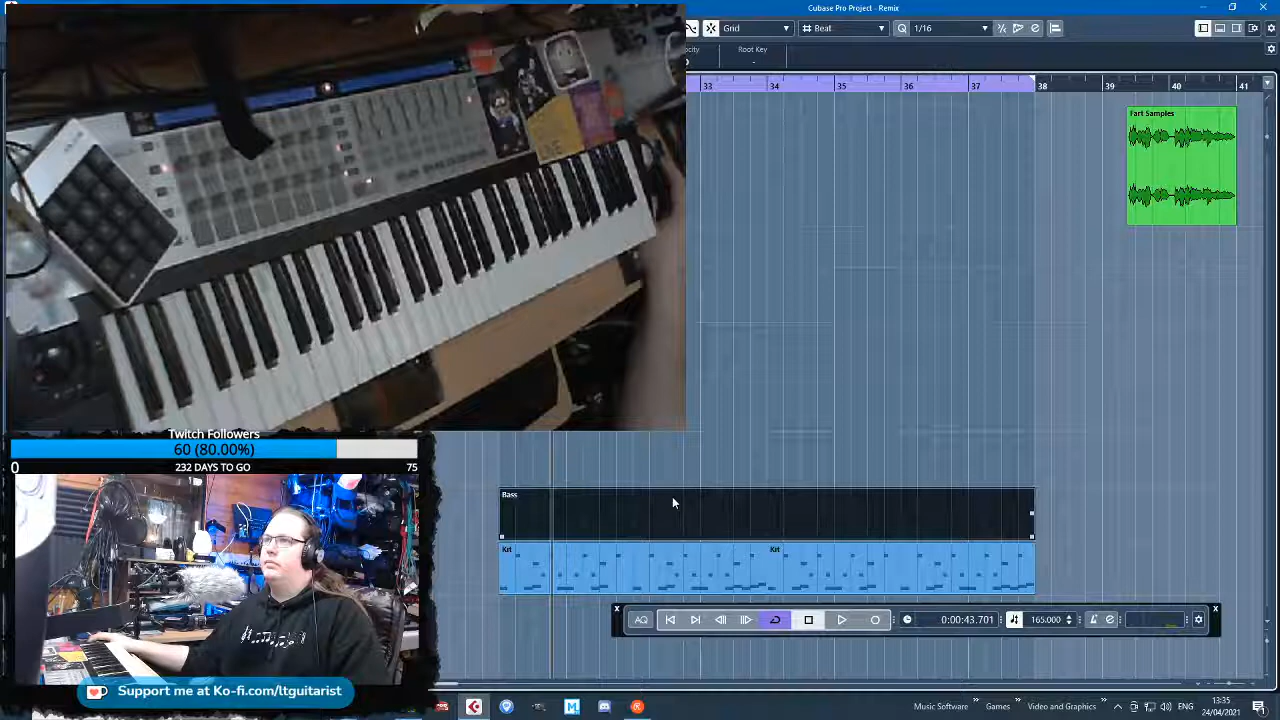 Cubase Pro Project - Remix
Grid
Beat
1/16
Root Key
-
33 34 35 36 37 38 39 40 41
Fart Samples
Twitch Followers
60 (80.00%)
0 232 DAYS TO GO 75
Bass
Krt Krt
AQ
0:00:43.701
165.000
Support me at Ko-fi.com/ltguitarist
Music Software
Games
Video and Graphics
ENG
13:35
24/04/2021